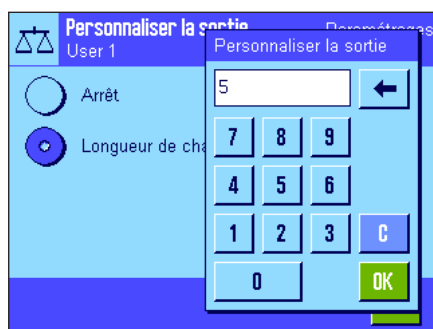 Personnaliser la sortie
User 1
Arrêt
Longueur de
Personnaliser la sortie
5
7 8 9
4 5 6
1 2 3 C
0 OK